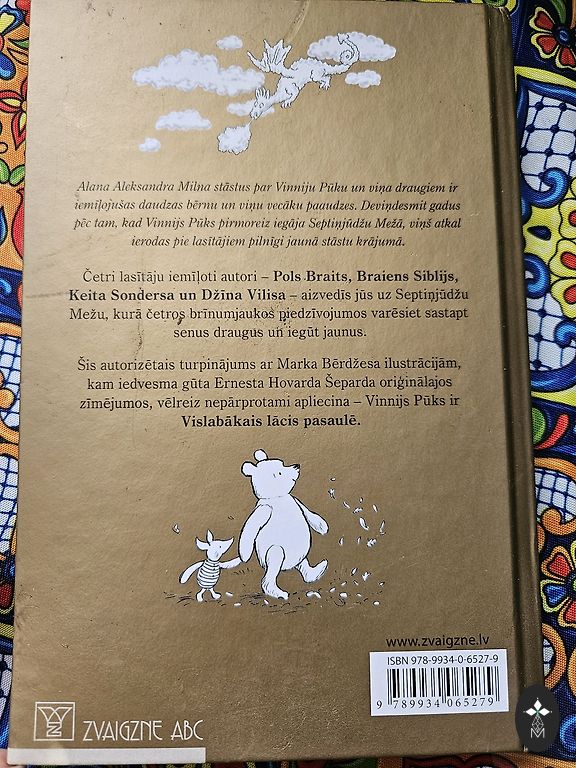 Alana Aleksandra Milna stāstus par Vinniju Pūku un viņa draugiem ir
iemīļojušas daudzas bērnu un viņu vecāku paaudzes. Deviņdesmit gadus
pēc tam, kad Vinnijs Pūks pirmoreiz iegāja Septiņjūdžu Mežā, viņš atkal
ierodas pie lasītājiem pilnīgi jaunā stāstu krājumā.
Četri lasītāju iemīļoti autori – Pols Braits, Braiens Siblijs,
Keita Sondersa un Džīna Vilisa – aizvedīs jūs uz Septiņjūdžu
Mežu, kurā četros brīnumjaukos piedzīvojumos varēsiet sastapt
senus draugus un iegūt jaunus.
Šis autorizētais turpinājums ar Marka Bērdžesa ilustrācijām,
kam iedvesma gūta Ernesta Hovarda Šeparda oriģinālajos
zīmējumos, vēlreiz nepārprotami apliecina – Vinnijs Pūks ir
Vislabākais lācis pasaulē.
www.zvaigzne.lv
ISBN 978-9934-0-6527-9
9 789934 065279
ZVAIGZNE ABC